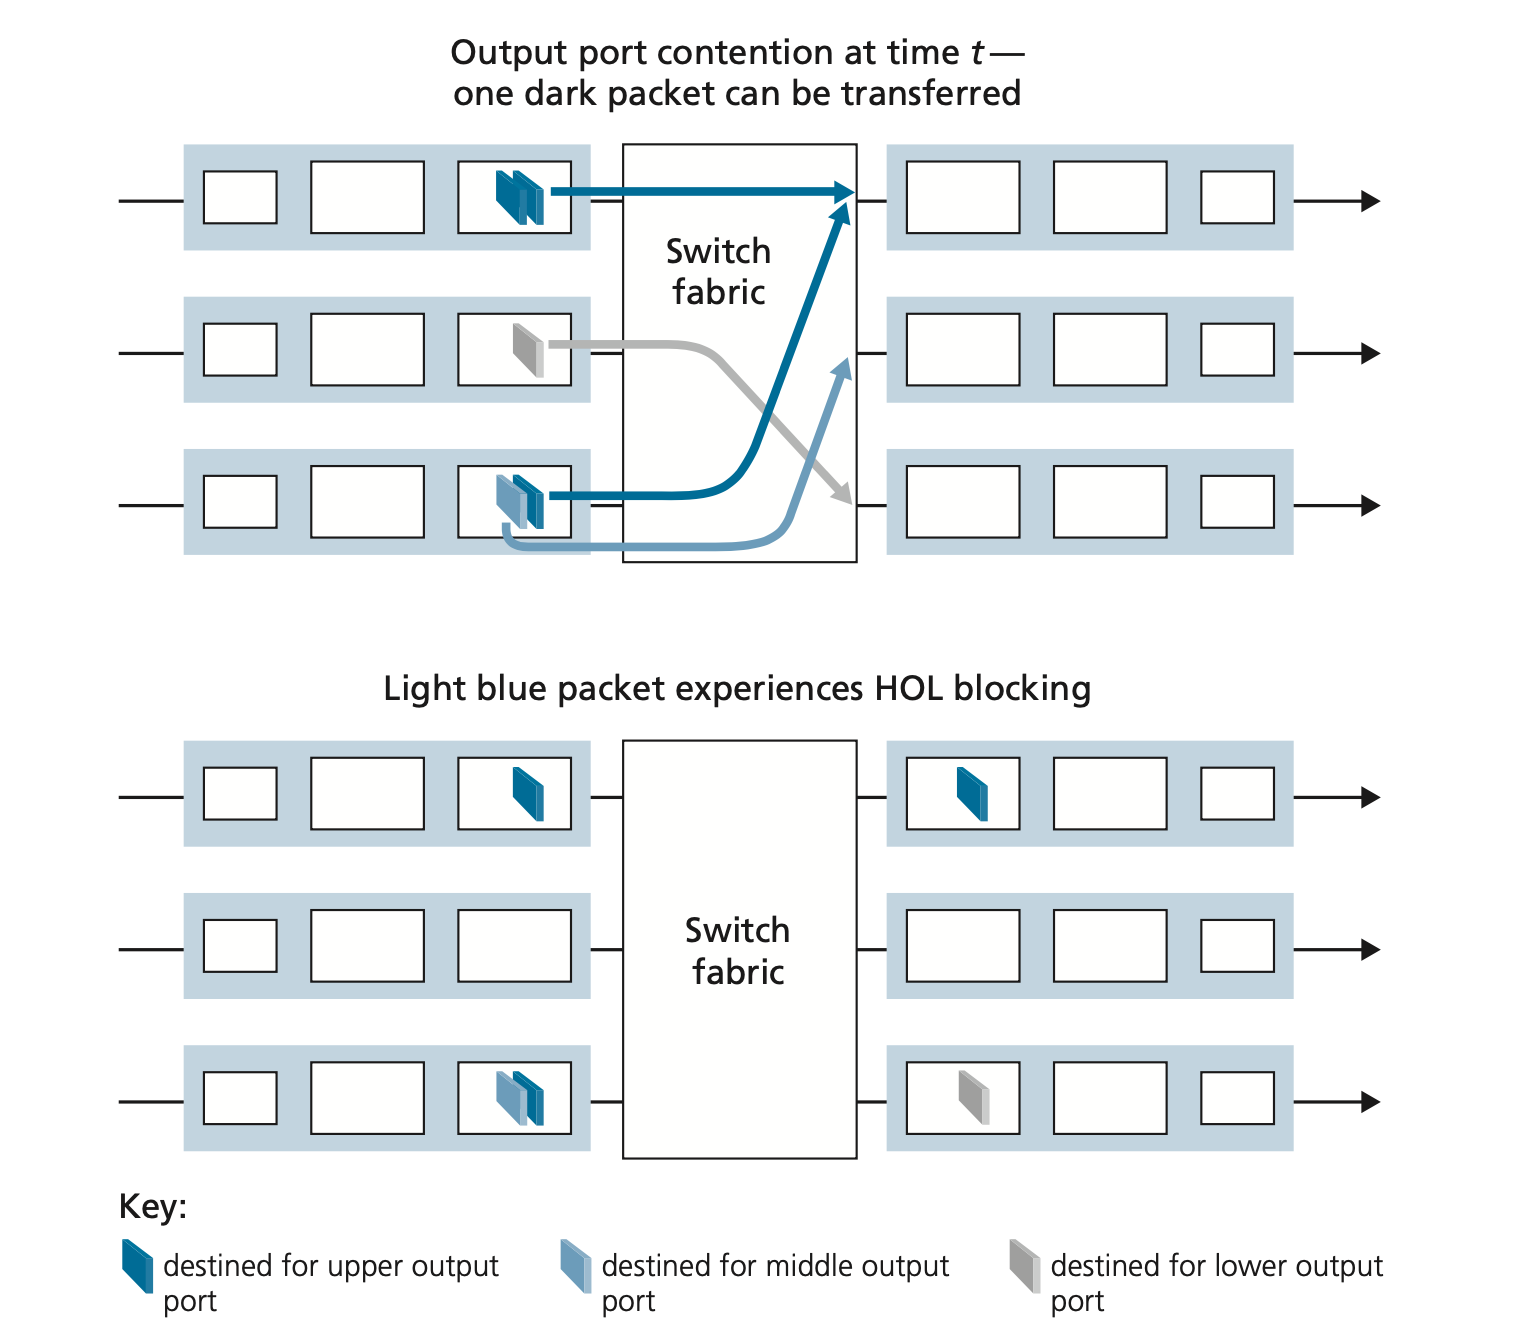 Output port contention at time t—
one dark packet can be transferred
Switch
fabric
Light blue packet experiences HOL blocking
Switch
fabric
Key:
destined for upper output
port
destined for middle output
port
destined for lower output
port